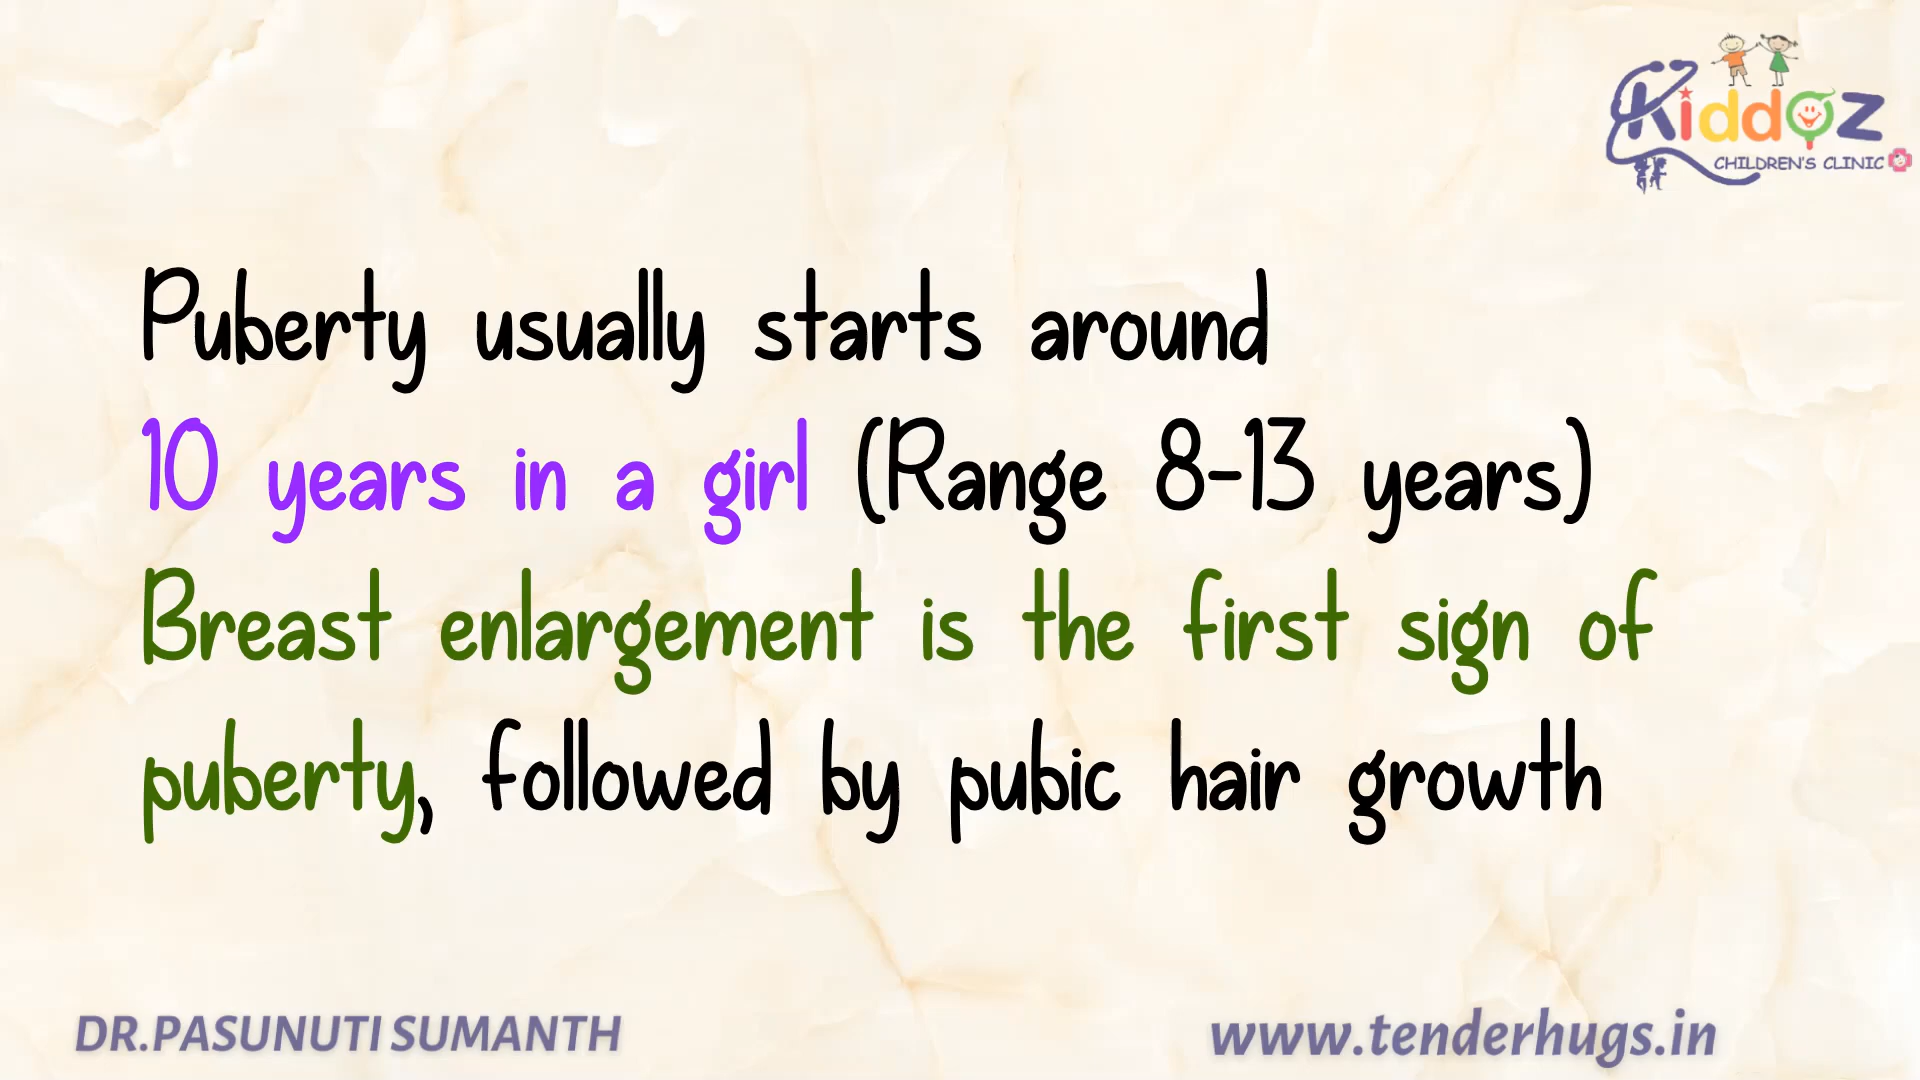 Kiddoz
CHILDREN'S CLINIC
Puberty usually starts around
10 years in a girl (Range 8-13 years)
Breast enlargement is the first sign of
puberty, followed by pubic hair growth
DR.PASUNUTI SUMANTH
www.tenderhugs.in